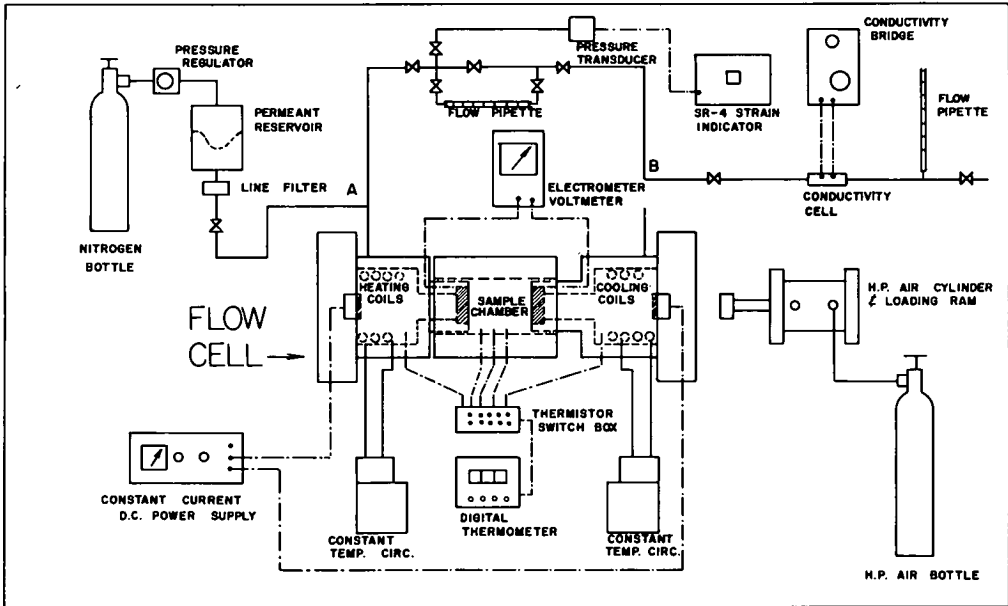 PRESSURE
REGULATOR
PERMEANT
RESERVOIR
LINE FILTER
NITROGEN
BOTTLE
A
PRESSURE
TRANSDUCER
FLOW PIPETTE
SR-4 STRAIN
INDICATOR
CONDUCTIVITY
BRIDGE
FLOW
PIPETTE
B
ELECTROMETER
VOLTMETER
CONDUCTIVITY
CELL
HEATING
COILS
SAMPLE
CHAMBER
COOLING
COILS
H.P. AIR CYLINDER
& LOADING RAM
FLOW
CELL
THERMISTOR
SWITCH BOX
CONSTANT CURRENT
D.C. POWER SUPPLY
CONSTANT
TEMP. CIRC.
DIGITAL
THERMOMETER
CONSTANT
TEMP. CIRC.
H.P. AIR BOTTLE